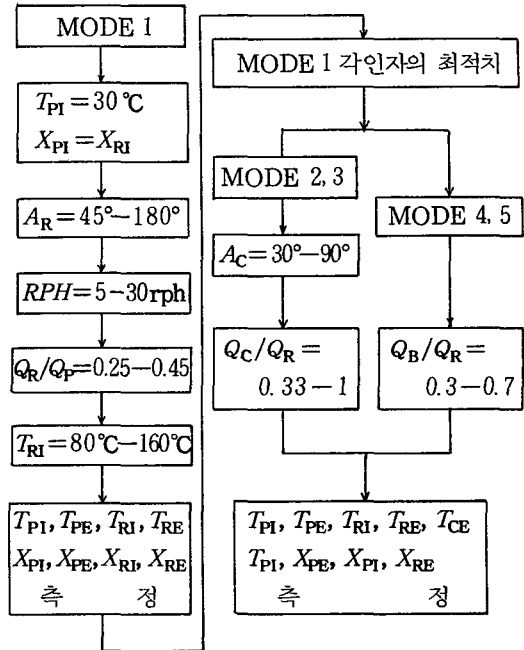 MODE 1
T_PI = 30 ℃
X_PI = X_RI
A_R = 45°−180°
RPH = 5−30rph
Q_R/Q_P = 0.25−0.45
T_RI = 80℃−160℃
T_PI, T_PE, T_RI, T_RE
X_PI, X_PE, X_RI, X_RE
측 정
MODE 1 각인자의 최적치
MODE 2, 3
A_C = 30°−90°
Q_C/Q_R =
0.33−1
MODE 4, 5
Q_B/Q_R =
0.3−0.7
T_PI, T_PE, T_RI, T_RE, T_CE
T_PI, X_PE, X_PI, X_RE
측 정